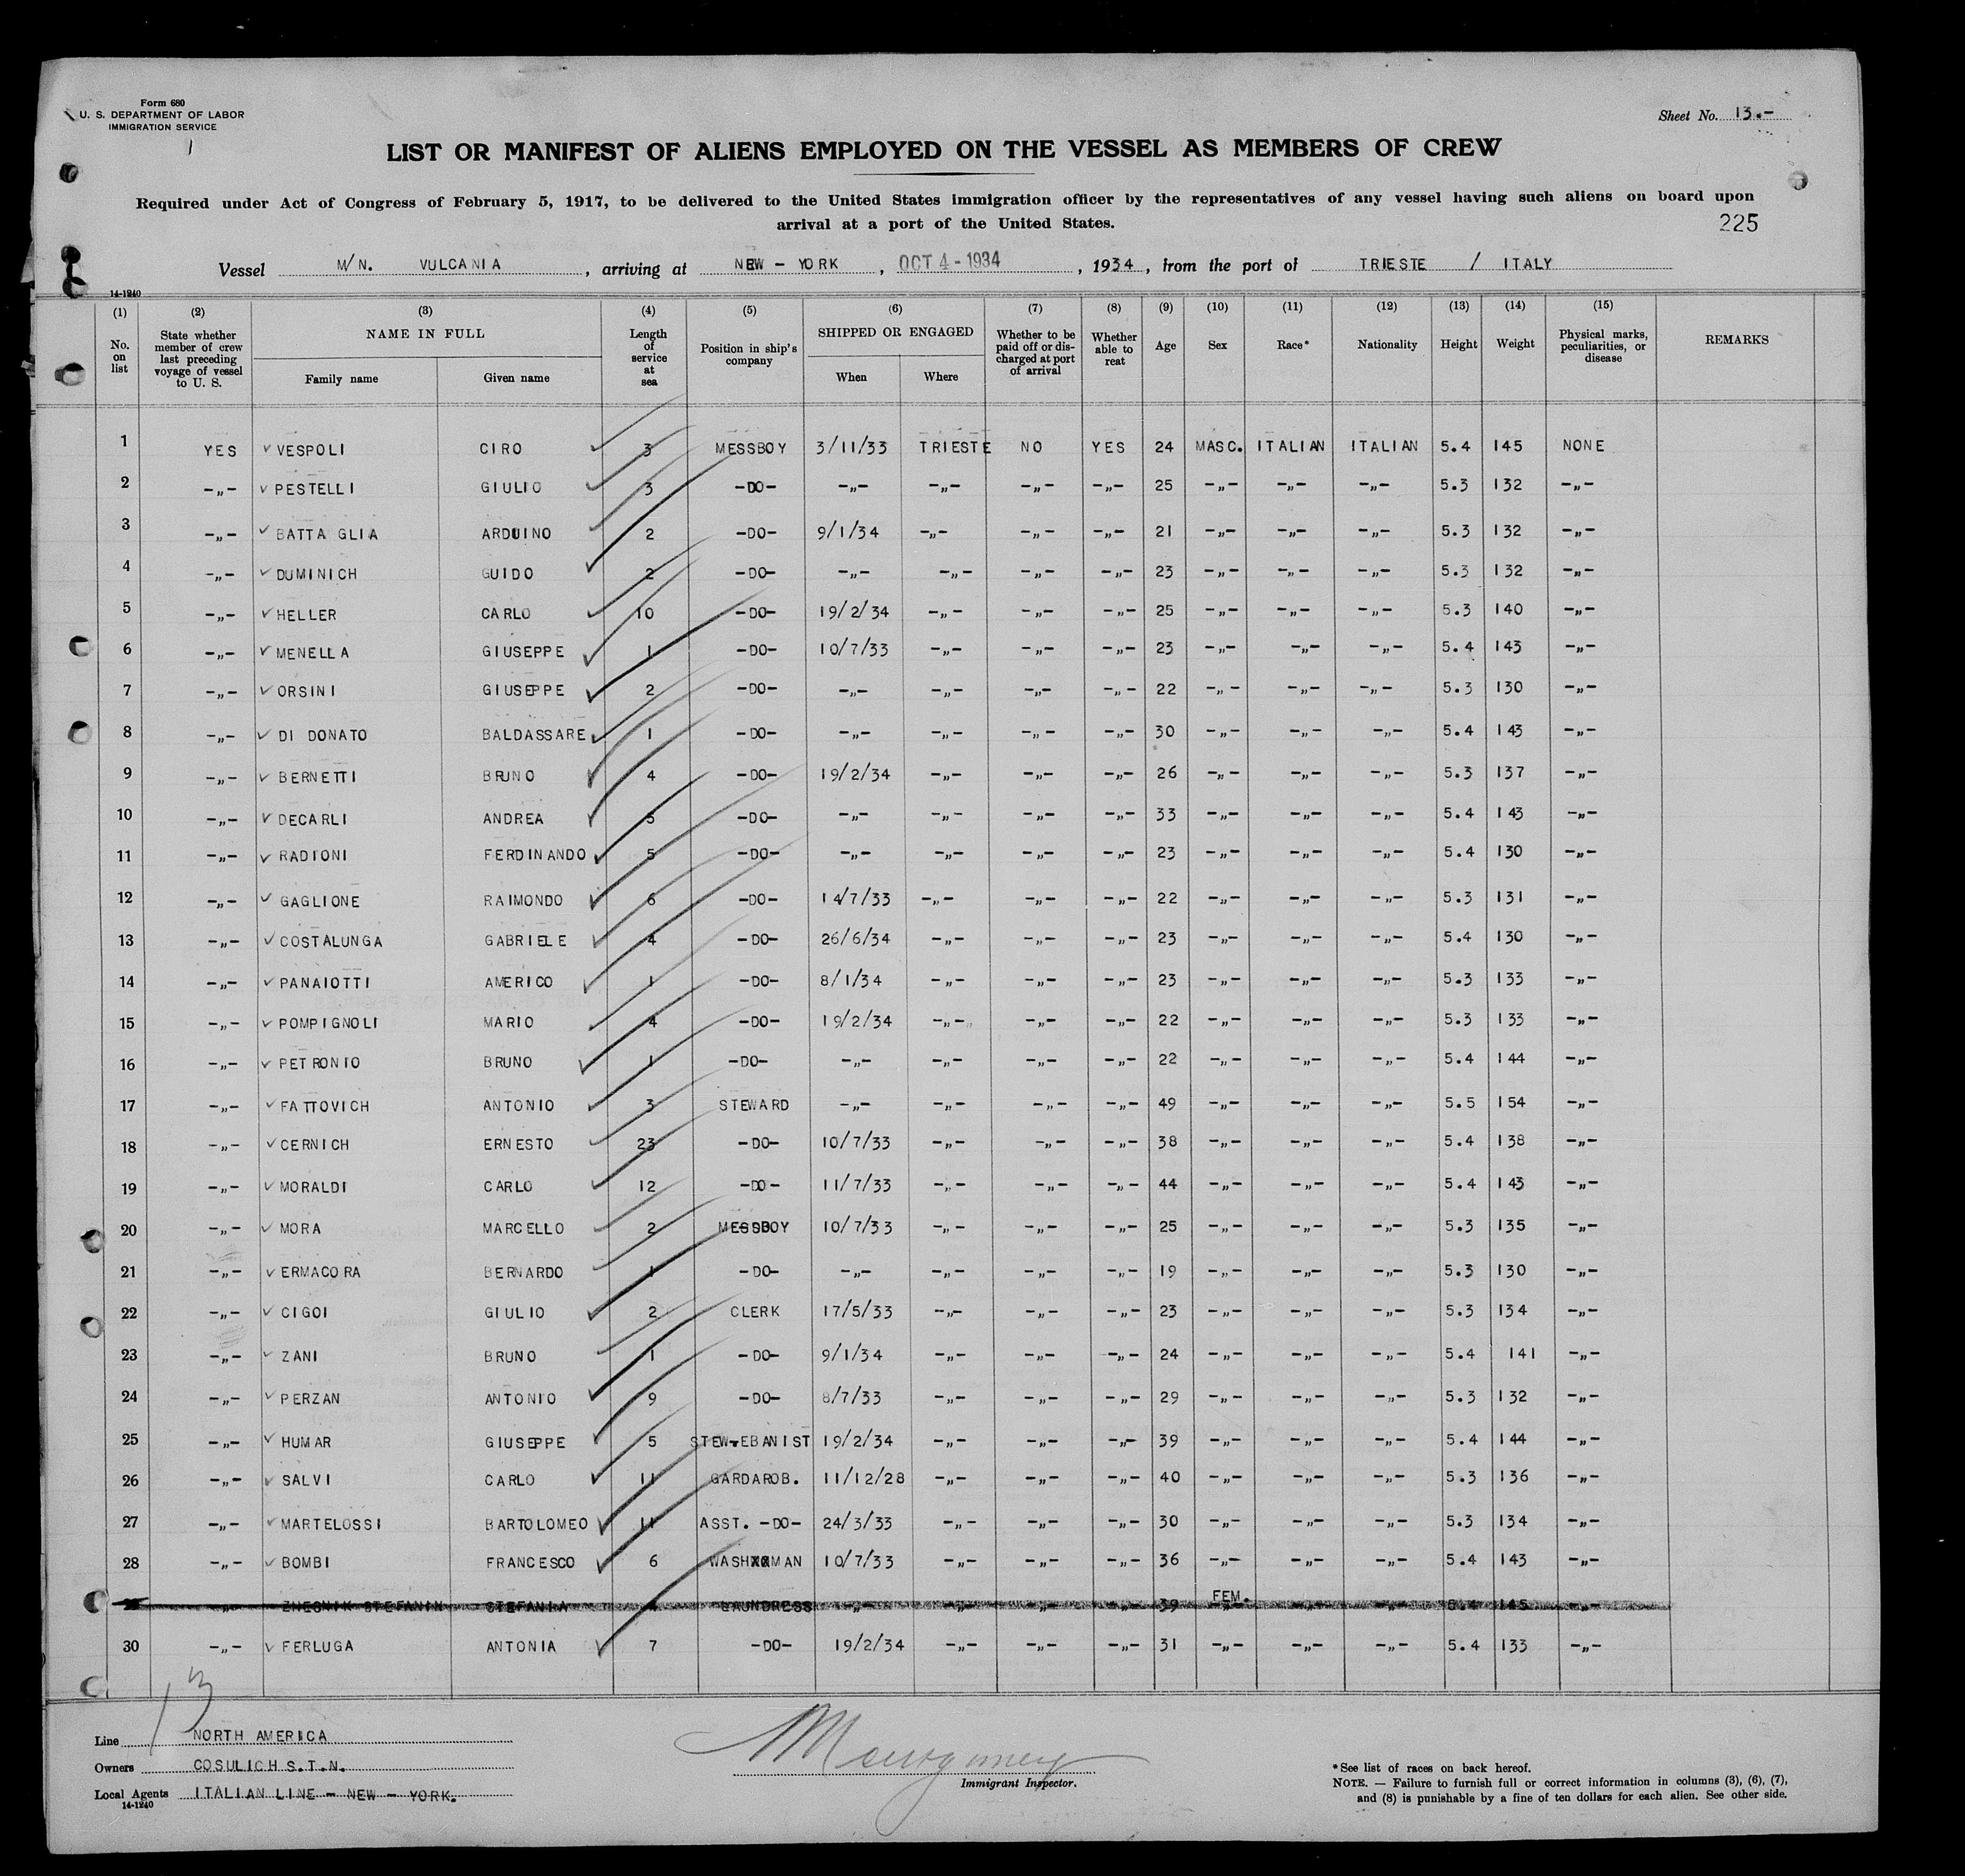 Form 680
U. S. DEPARTMENT OF LABOR
IMMIGRATION SERVICE
Sheet No. 13.-
LIST OR MANIFEST OF ALIENS EMPLOYED ON THE VESSEL AS MEMBERS OF CREW
Required under Act of Congress of February 5, 1917, to be delivered to the United States immigration officer by the representatives of any vessel having such aliens on board upon
arrival at a port of the United States.
225
Vessel M/N. VULCANIA , arriving at NEW - YORK , OCT 4 - 1934 , 1934 , from the port of TRIESTE / ITALY
14-1240
(1) (2) (3) (4) (5) (6) (7) (8) (9) (10) (11) (12) (13) (14) (15)
No. on list | State whether member of crew last preceding voyage of vessel to U. S. | NAME IN FULL Family name Given name | Length of service at sea | Position in ship's company | SHIPPED OR ENGAGED When Where | Whether to be paid off or discharged at port of arrival | Whether able to reat | Age | Sex | Race* | Nationality | Height | Weight | Physical marks, peculiarities, or disease | REMARKS
1 YES VESPOLI CIRO 3 MESSBOY 3/11/33 TRIESTE NO YES 24 MASC. ITALIAN ITALIAN 5.4 145 NONE
2 -„- PESTELLI GIULIO 3 -DO- -„- -„- -„- -„- 25 -„- -„- -„- 5.3 132 -„-
3 -„- BATTA GLIA ARDUINO 2 -DO- 9/1/34 -„- -„- -„- 21 -„- -„- -„- 5.3 132 -„-
4 -„- DUMINICH GUIDO 2 -DO- -„- -„- -„- -„- 23 -„- -„- -„- 5.3 132 -„-
5 -„- HELLER CARLO 10 -DO- 19/2/34 -„- -„- -„- 25 -„- -„- -„- 5.3 140 -„-
6 -„- MENELLA GIUSEPPE 1 -DO- 10/7/33 -„- -„- -„- 23 -„- -„- -„- 5.4 143 -„-
7 -„- ORSINI GIUSEPPE 2 -DO- -„- -„- -„- -„- 22 -„- -„- -„- 5.3 130 -„-
8 -„- DI DONATO BALDASSARE 1 -DO- -„- -„- -„- -„- 30 -„- -„- -„- 5.4 143 -„-
9 -„- BERNETTI BRUNO 4 -DO- 19/2/34 -„- -„- -„- 26 -„- -„- -„- 5.3 137 -„-
10 -„- DECARLI ANDREA 5 -DO- -„- -„- -„- -„- 33 -„- -„- -„- 5.4 143 -„-
11 -„- RADIONI FERDINANDO 5 -DO- -„- -„- -„- -„- 23 -„- -„- -„- 5.4 130 -„-
12 -„- GAGLIONE RAIMONDO 6 -DO- 14/7/33 -„- -„- -„- 22 -„- -„- -„- 5.3 131 -„-
13 -„- COSTALUNGA GABRIELE 4 -DO- 26/6/34 -„- -„- -„- 23 -„- -„- -„- 5.4 130 -„-
14 -„- PANAIOTTI AMERICO 1 -DO- 8/1/34 -„- -„- -„- 23 -„- -„- -„- 5.3 133 -„-
15 -„- POMPIGNOLI MARIO 4 -DO- 19/2/34 -„- -„- -„- 22 -„- -„- -„- 5.3 133 -„-
16 -„- PETRONIO BRUNO 1 -DO- -„- -„- -„- -„- 22 -„- -„- -„- 5.4 144 -„-
17 -„- FATTOVICH ANTONIO 3 STEWARD -„- -„- -„- -„- 49 -„- -„- -„- 5.5 154 -„-
18 -„- CERNICH ERNESTO 23 -DO- 10/7/33 -„- -„- -„- 38 -„- -„- -„- 5.4 138 -„-
19 -„- MORALDI CARLO 12 -DO- 11/7/33 -„- -„- -„- 44 -„- -„- -„- 5.4 143 -„-
20 -„- MORA MARCELLO 2 MESSBOY 10/7/33 -„- -„- -„- 25 -„- -„- -„- 5.3 135 -„-
21 -„- ERMACORA BERNARDO 1 -DO- -„- -„- -„- -„- 19 -„- -„- -„- 5.3 130 -„-
22 -„- CIGOI GIULIO 2 CLERK 17/5/33 -„- -„- -„- 23 -„- -„- -„- 5.3 134 -„-
23 -„- ZANI BRUNO 1 -DO- 9/1/34 -„- -„- -„- 24 -„- -„- -„- 5.4 141 -„-
24 -„- PERZAN ANTONIO 9 -DO- 8/7/33 -„- -„- -„- 29 -„- -„- -„- 5.3 132 -„-
25 -„- HUMAR GIUSEPPE 5 STEW-EBANIST 19/2/34 -„- -„- -„- 39 -„- -„- -„- 5.4 144 -„-
26 -„- SALVI CARLO 11 GARDAROB. 11/12/28 -„- -„- -„- 40 -„- -„- -„- 5.3 136 -„-
27 -„- MARTELOSSI BARTOLOMEO 11 ASST. -DO- 24/3/33 -„- -„- -„- 30 -„- -„- -„- 5.3 134 -„-
28 -„- BOMBI FRANCESCO 6 WASHXXMAN 10/7/33 -„- -„- -„- 36 -„- -„- -„- 5.4 143 -„-
STEFANIA 4 LAUNDRESS -„- -„- -„- -„- 39 FEM. -„- -„- 5.4 145 -„-
30 -„- FERLUGA ANTONIA 7 -DO- 19/2/34 -„- -„- -„- 31 -„- -„- -„- 5.4 133 -„-
13
Line NORTH AMERICA
Owners COSULICH S.T.N.
Local Agents ITALIAN LINE - NEW - YORK.
14-1240
Montgomery
Immigrant Inspector.
*See list of races on back hereof.
NOTE. — Failure to furnish full or correct information in columns (3), (6), (7),
and (8) is punishable by a fine of ten dollars for each alien. See other side.